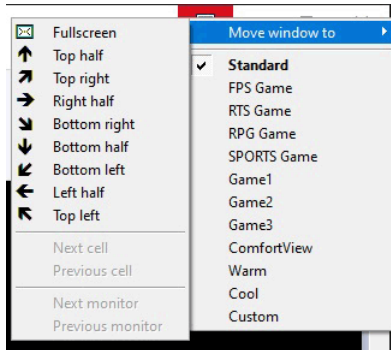 Fullscreen
Top half
Top right
Right half
Bottom right
Bottom half
Bottom left
Left half
Top left
Next cell
Previous cell
Next monitor
Previous monitor
Move window to
Standard
FPS Game
RTS Game
RPG Game
SPORTS Game
Game1
Game2
Game3
ComfortView
Warm
Cool
Custom